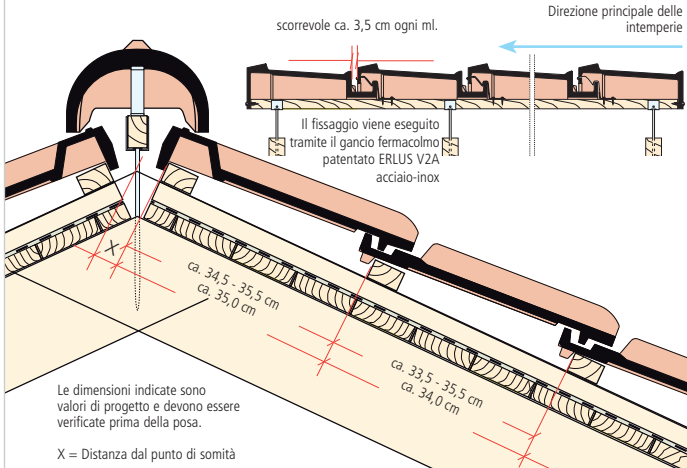 scorrevole ca. 3,5 cm ogni ml.
Direzione principale delle
intemperie
Il fissaggio viene eseguito
tramite il gancio fermacolmo
patentato ERLUS V2A
acciaio-inox
X
ca. 34,5 - 35,5 cm
ca. 35,0 cm
ca. 33,5 - 35,5 cm
ca. 34,0 cm
Le dimensioni indicate sono
valori di progetto e devono essere
verificate prima della posa.
X = Distanza dal punto di somità